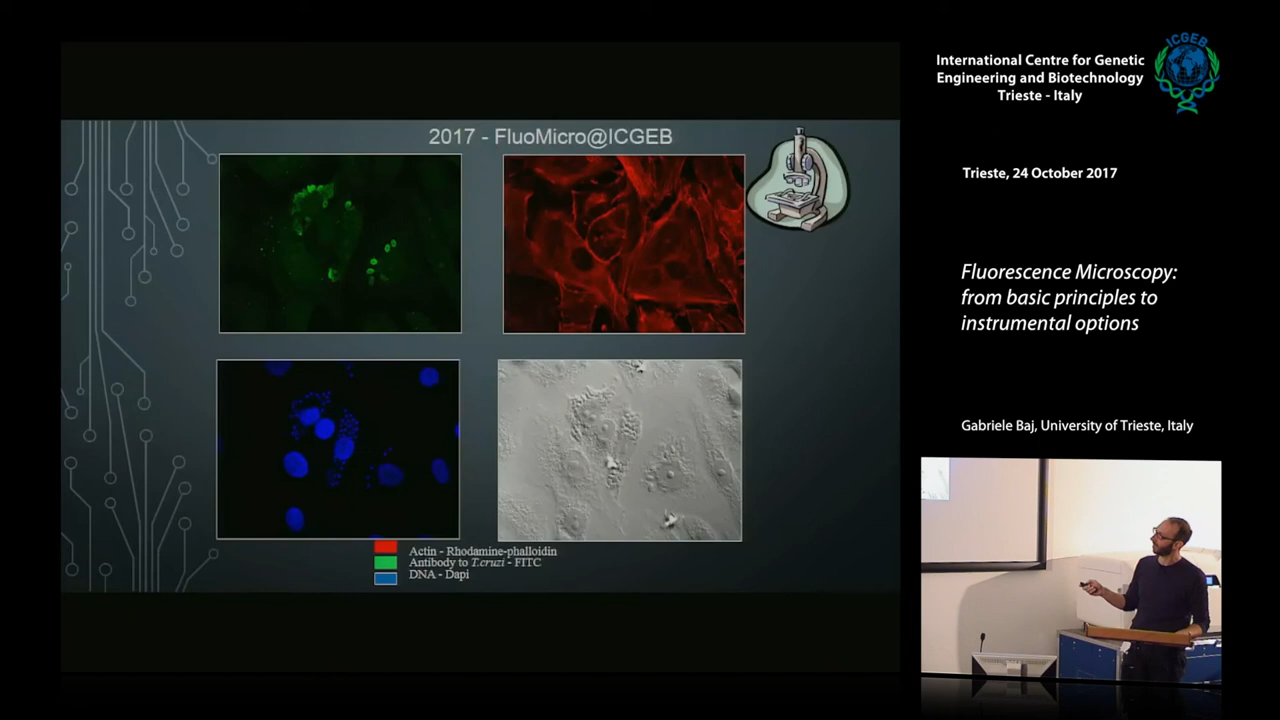 2017 - FluoMicro@ICGEB
Actin - Rhodamine-phalloidin
Antibody to T.cruzi - FITC
DNA - Dapi
International Centre for Genetic
Engineering and Biotechnology
Trieste - Italy
ICGEB
Trieste, 24 October 2017
Fluorescence Microscopy:
from basic principles to
instrumental options
Gabriele Baj, University of Trieste, Italy